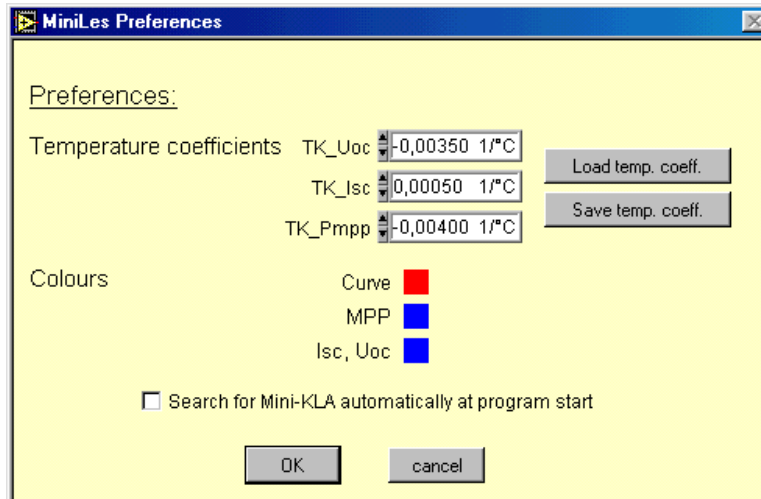 MiniLes Preferences
Preferences:
Temperature coefficients TK_Uoc -0,00350 1/°C
Load temp. coeff.
TK_Isc 0,00050 1/°C
Save temp. coeff.
TK_Pmpp -0,00400 1/°C
Colours Curve
MPP
Isc, Uoc
Search for Mini-KLA automatically at program start
OK cancel